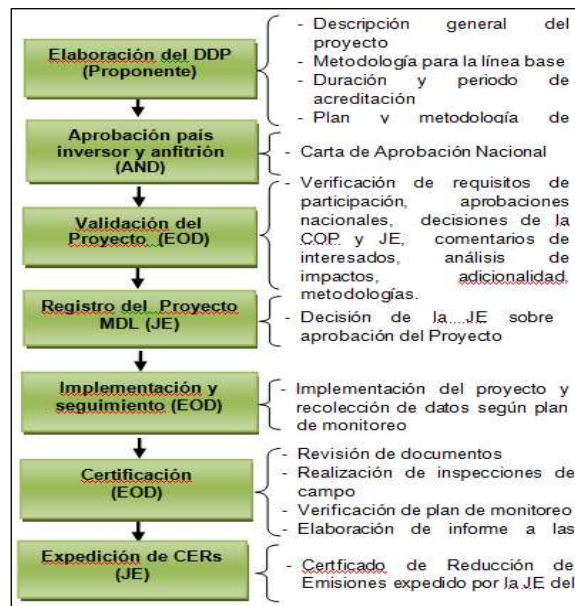 Elaboración del DDP
(Proponente)
- Descripción general del
proyecto
- Metodología para la línea base
- Duración y periodo de
acreditación
- Plan y metodología de
Aprobación país
inversor y anfitrión
(AND)
- Carta de Aprobación Nacional
Validación del
Proyecto (EOD)
- Verificación de requisitos de
participación, aprobaciones
nacionales, decisiones de la
COP y JE, comentarios de
interesados, análisis de
impactos, adicionalidad,
metodologías.
Registro del Proyecto
MDL (JE)
- Decisión de la JE sobre
aprobación del Proyecto
Implementación y
seguimiento (EOD)
- Implementación del proyecto y
recolección de datos según plan
de monitoreo
Certificación
(EOD)
- Revisión de documentos
- Realización de inspecciones de
campo
- Verificación de plan de monitoreo
- Elaboración de informe a las
Expedición de CERs
(JE)
- Certficado de Reducción de
Emisiones expedido por la JE del